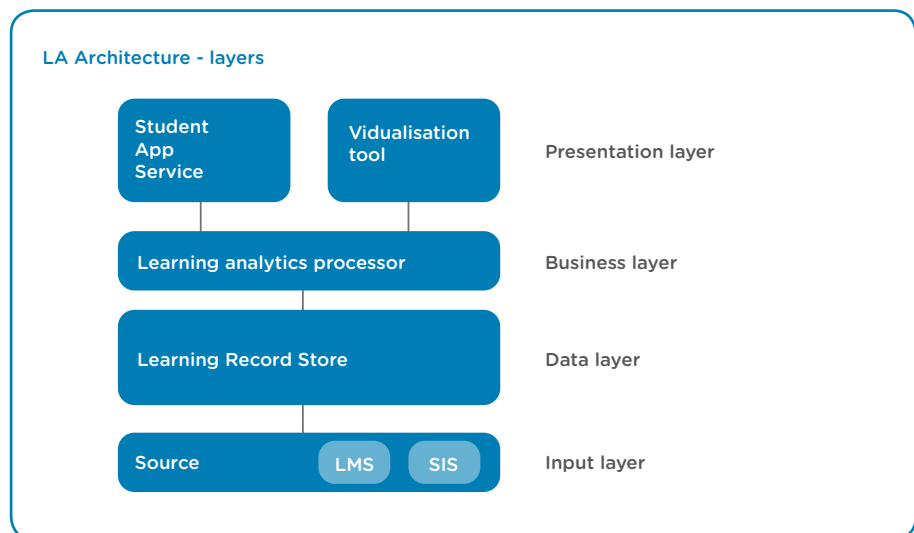 LA Architecture - layers
Student
App
Service
Vidualisation
tool
Presentation layer
Learning analytics processor
Business layer
Learning Record Store
Data layer
Source
LMS
SIS
Input layer